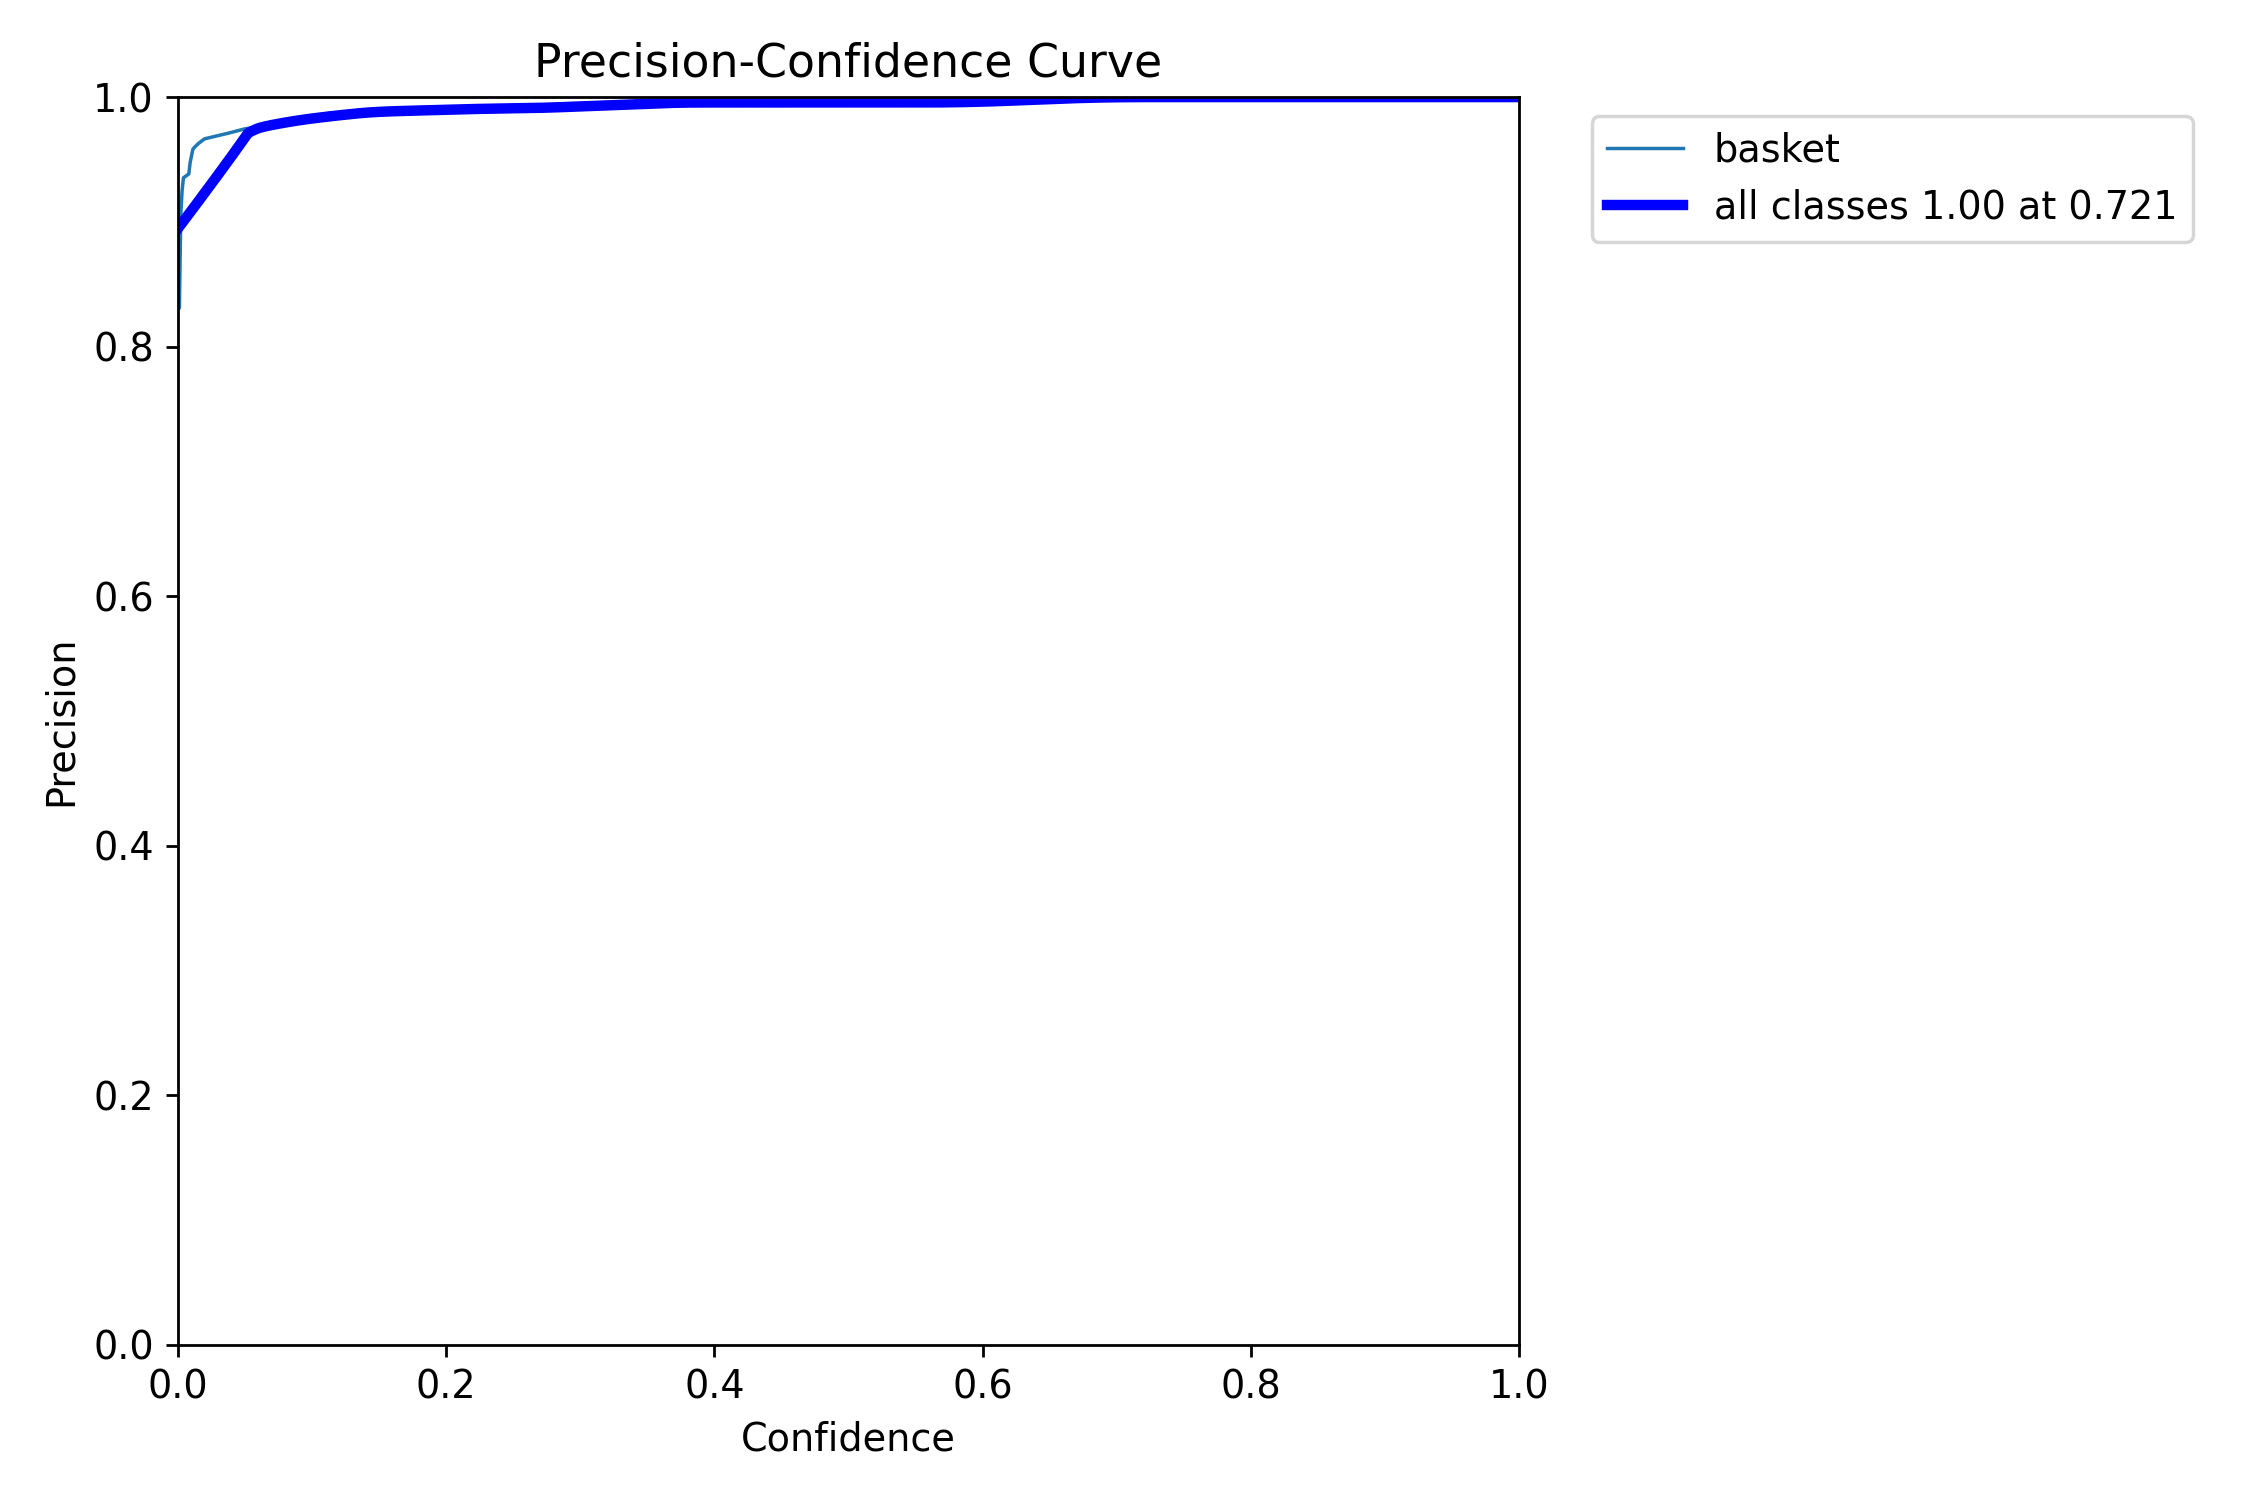 Precision-Confidence Curve
1.0
0.8
0.6
0.4
0.2
0.0
Precision
0.0 0.2 0.4 0.6 0.8 1.0
Confidence
basket
all classes 1.00 at 0.721